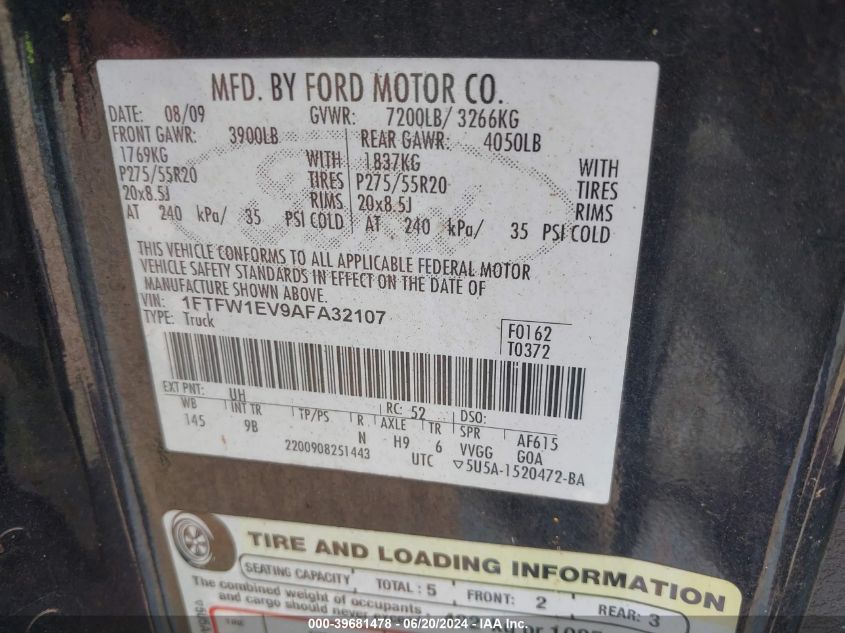 MFD. BY FORD MOTOR CO.
DATE: 08/09 GVWR: 7200LB/ 3266KG
FRONT GAWR: 3900LB REAR GAWR: 4050LB
1769KG WITH 1837KG WITH
P275/55R20 TIRES P275/55R20 TIRES
20x8.5J RIMS 20x8.5J RIMS
AT 240 kPa/ 35 PSI COLD AT 240 kPa/ 35 PSI COLD
THIS VEHICLE CONFORMS TO ALL APPLICABLE FEDERAL MOTOR
VEHICLE SAFETY STANDARDS IN EFFECT ON THE DATE OF
MANUFACTURE SHOWN ABOVE.
VIN: 1FTFW1EV9AFA32107
TYPE: Truck
F0162
T0372
EXT PNT: UH RC: 52 DSO:
WB INT TR TP/PS R AXLE TR SPR AF615
145 9B N H9 6 VVGG GOA
2200908251443 UTC ▽5U5A-1520472-BA
TIRE AND LOADING INFORMATION
SEATING CAPACITY TOTAL: 5 FRONT: 2 REAR: 3
The combined weight of occupants
and cargo should never
000-39681478 - 06/20/2024 - IAA, Inc.